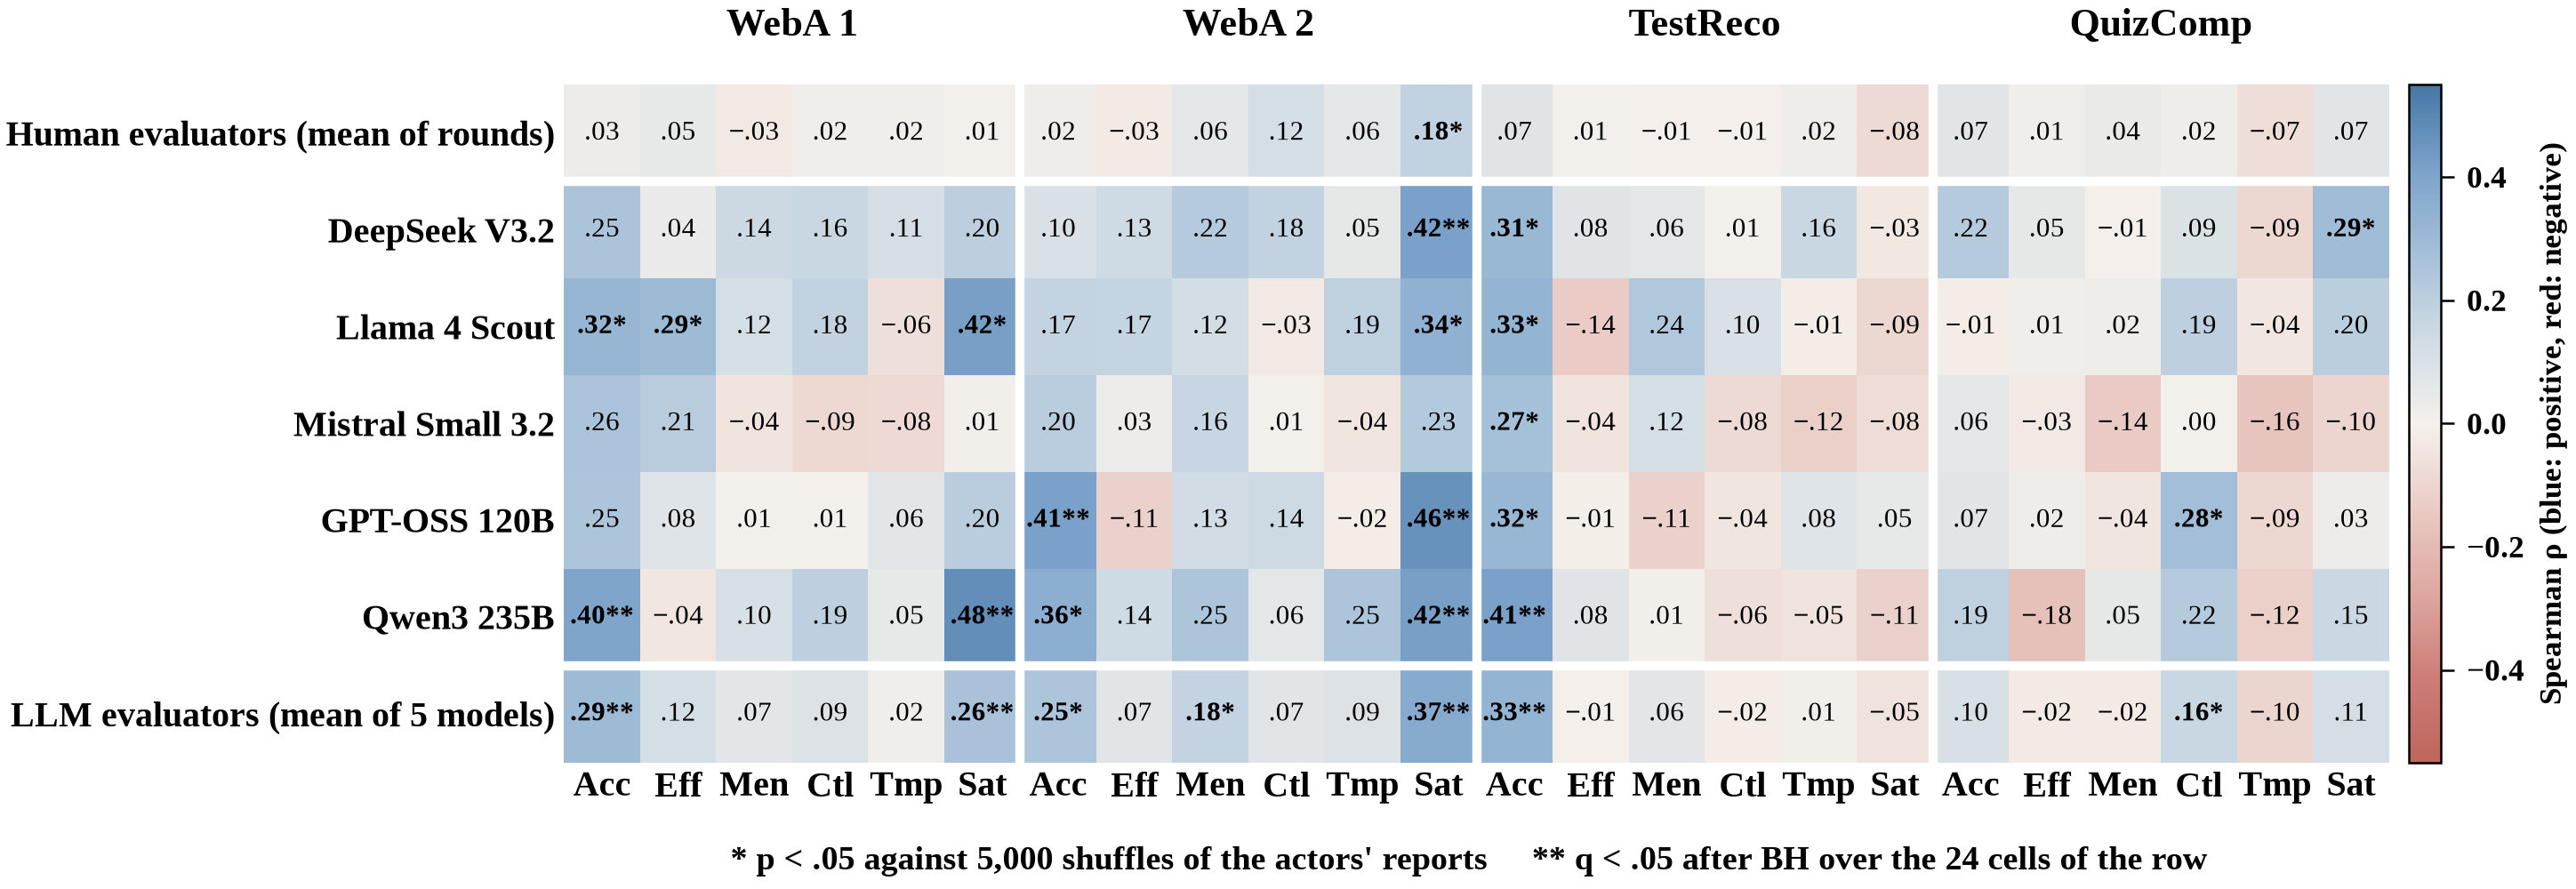 WebA 1 WebA 2 TestReco QuizComp
Human evaluators (mean of rounds) .03 .05 −.03 .02 .02 .01 .02 −.03 .06 .12 .06 .18* .07 .01 −.01 −.01 .02 −.08 .07 .01 .04 .02 −.07 .07
DeepSeek V3.2 .25 .04 .14 .16 .11 .20 .10 .13 .22 .18 .05 .42** .31* .08 .06 .01 .16 −.03 .22 .05 −.01 .09 −.09 .29*
Llama 4 Scout .32* .29* .12 .18 −.06 .42* .17 .17 .12 −.03 .19 .34* .33* −.14 .24 .10 −.01 −.09 −.01 .01 .02 .19 −.04 .20
Mistral Small 3.2 .26 .21 −.04 −.09 −.08 .01 .20 .03 .16 .01 −.04 .23 .27* −.04 .12 −.08 −.12 −.08 .06 −.03 −.14 .00 −.16 −.10
GPT-OSS 120B .25 .08 .01 .01 .06 .20 .41** −.11 .13 .14 −.02 .46** .32* −.01 −.11 −.04 .08 .05 .07 .02 −.04 .28* −.09 .03
Qwen3 235B .40** −.04 .10 .19 .05 .48** .36* .14 .25 .06 .25 .42** .41** .08 .01 −.06 −.05 −.11 .19 −.18 .05 .22 −.12 .15
LLM evaluators (mean of 5 models) .29** .12 .07 .09 .02 .26** .25* .07 .18* .07 .09 .37** .33** −.01 .06 −.02 .01 −.05 .10 −.02 −.02 .16* −.10 .11
Acc Eff Men Ctl Tmp Sat Acc Eff Men Ctl Tmp Sat Acc Eff Men Ctl Tmp Sat Acc Eff Men Ctl Tmp Sat
0.4
0.2
0.0
−0.2
−0.4
Spearman ρ (blue: positive, red: negative)
* p < .05 against 5,000 shuffles of the actors' reports ** q < .05 after BH over the 24 cells of the row